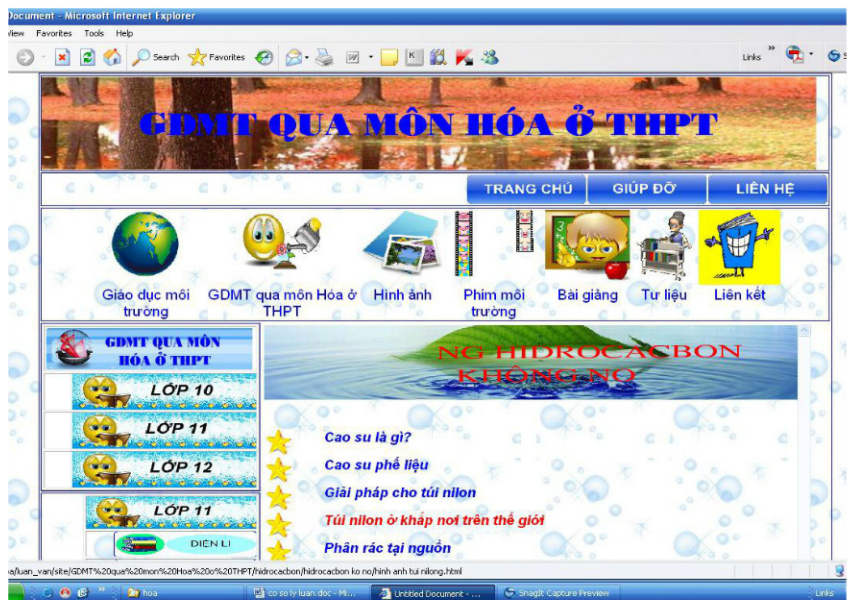 Document - Microsoft Internet Explorer
View Favorites Tools Help
Search Favorites Links
GDMT QUA MÔN HÓA Ở THPT
TRANG CHỦ GIÚP ĐỠ LIÊN HỆ
Giáo dục môi trường
GDMT qua môn Hóa ở THPT
Hình ảnh
Phim môi trường
Bài giảng
Tư liệu
Liên kết
GDMT QUA MÔN
HÓA Ở THPT
LỚP 10
LỚP 11
LỚP 12
LỚP 11
DIỆN LI
NG HIDROCACBON
KHÔNG NO
Cao su là gì?
Cao su phế liệu
Giải pháp cho túi nilon
Túi nilon ở khắp nơi trên thế giới
Phân rác tại nguồn
/luan_van/site/GDMT%20qua%20mon%20Hoa%20o%20THPT/hidrocacbon/hidrocacbon ko no/hinh anh tui nilong.html
hoa
co so ly luan.doc - Mi...
Untitled Document - ...
SnagIt Capture Preview
Links